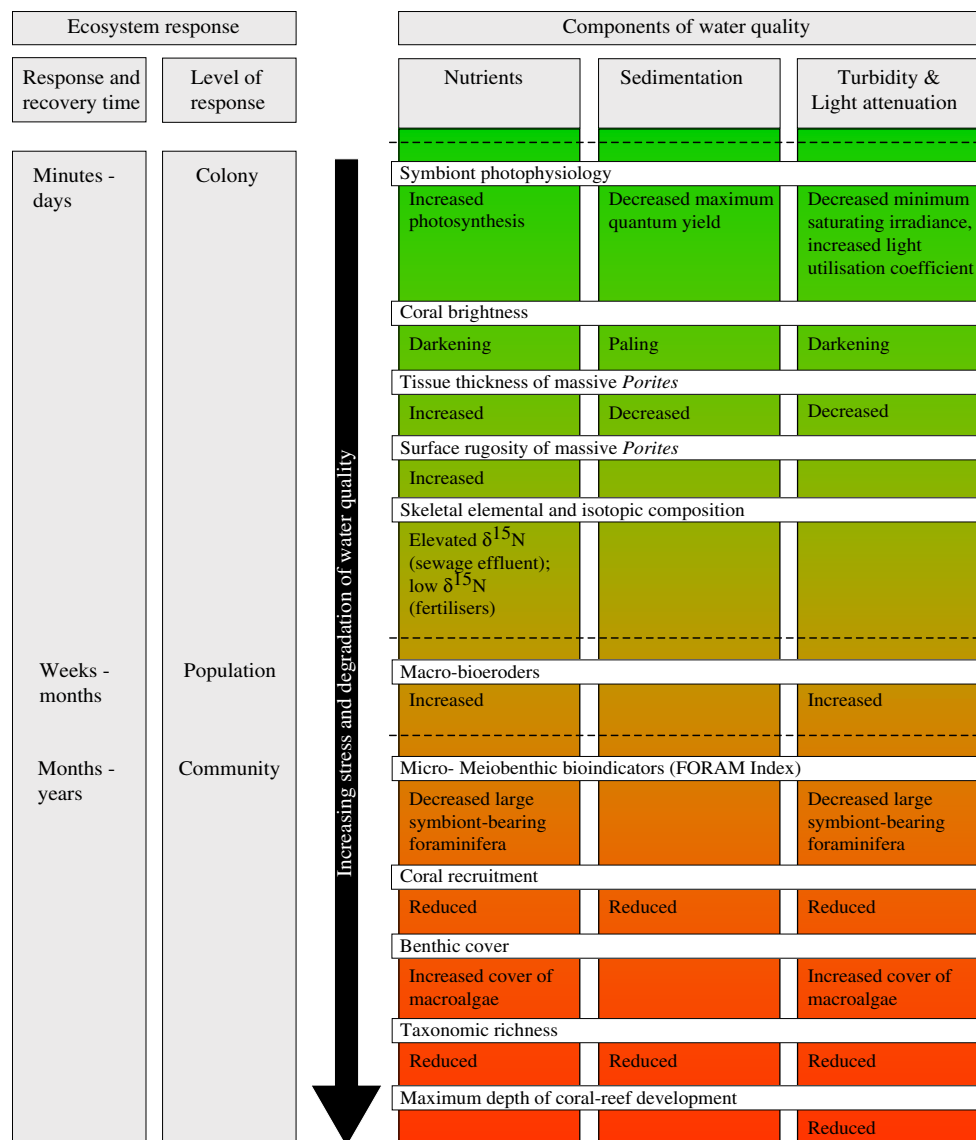 Ecosystem response
Components of water quality
Response and
recovery time
Level of
response
Nutrients
Sedimentation
Turbidity &
Light attenuation
Increasing stress and degradation of water quality
Minutes -
days
Colony
Symbiont photophysiology
Increased
photosynthesis
Decreased maximum
quantum yield
Decreased minimum
saturating irradiance,
increased light
utilisation coefficient
Coral brightness
Darkening
Paling
Darkening
Tissue thickness of massive Porites
Increased
Decreased
Decreased
Surface rugosity of massive Porites
Increased
Skeletal elemental and isotopic composition
Elevated δ15N
(sewage effluent);
low δ15N
(fertilisers)
Weeks -
months
Population
Macro-bioeroders
Increased
Increased
Months -
years
Community
Micro- Meiobenthic bioindicators (FORAM Index)
Decreased large
symbiont-bearing
foraminifera
Decreased large
symbiont-bearing
foraminifera
Coral recruitment
Reduced
Reduced
Reduced
Benthic cover
Increased cover of
macroalgae
Increased cover of
macroalgae
Taxonomic richness
Reduced
Reduced
Reduced
Maximum depth of coral-reef development
Reduced